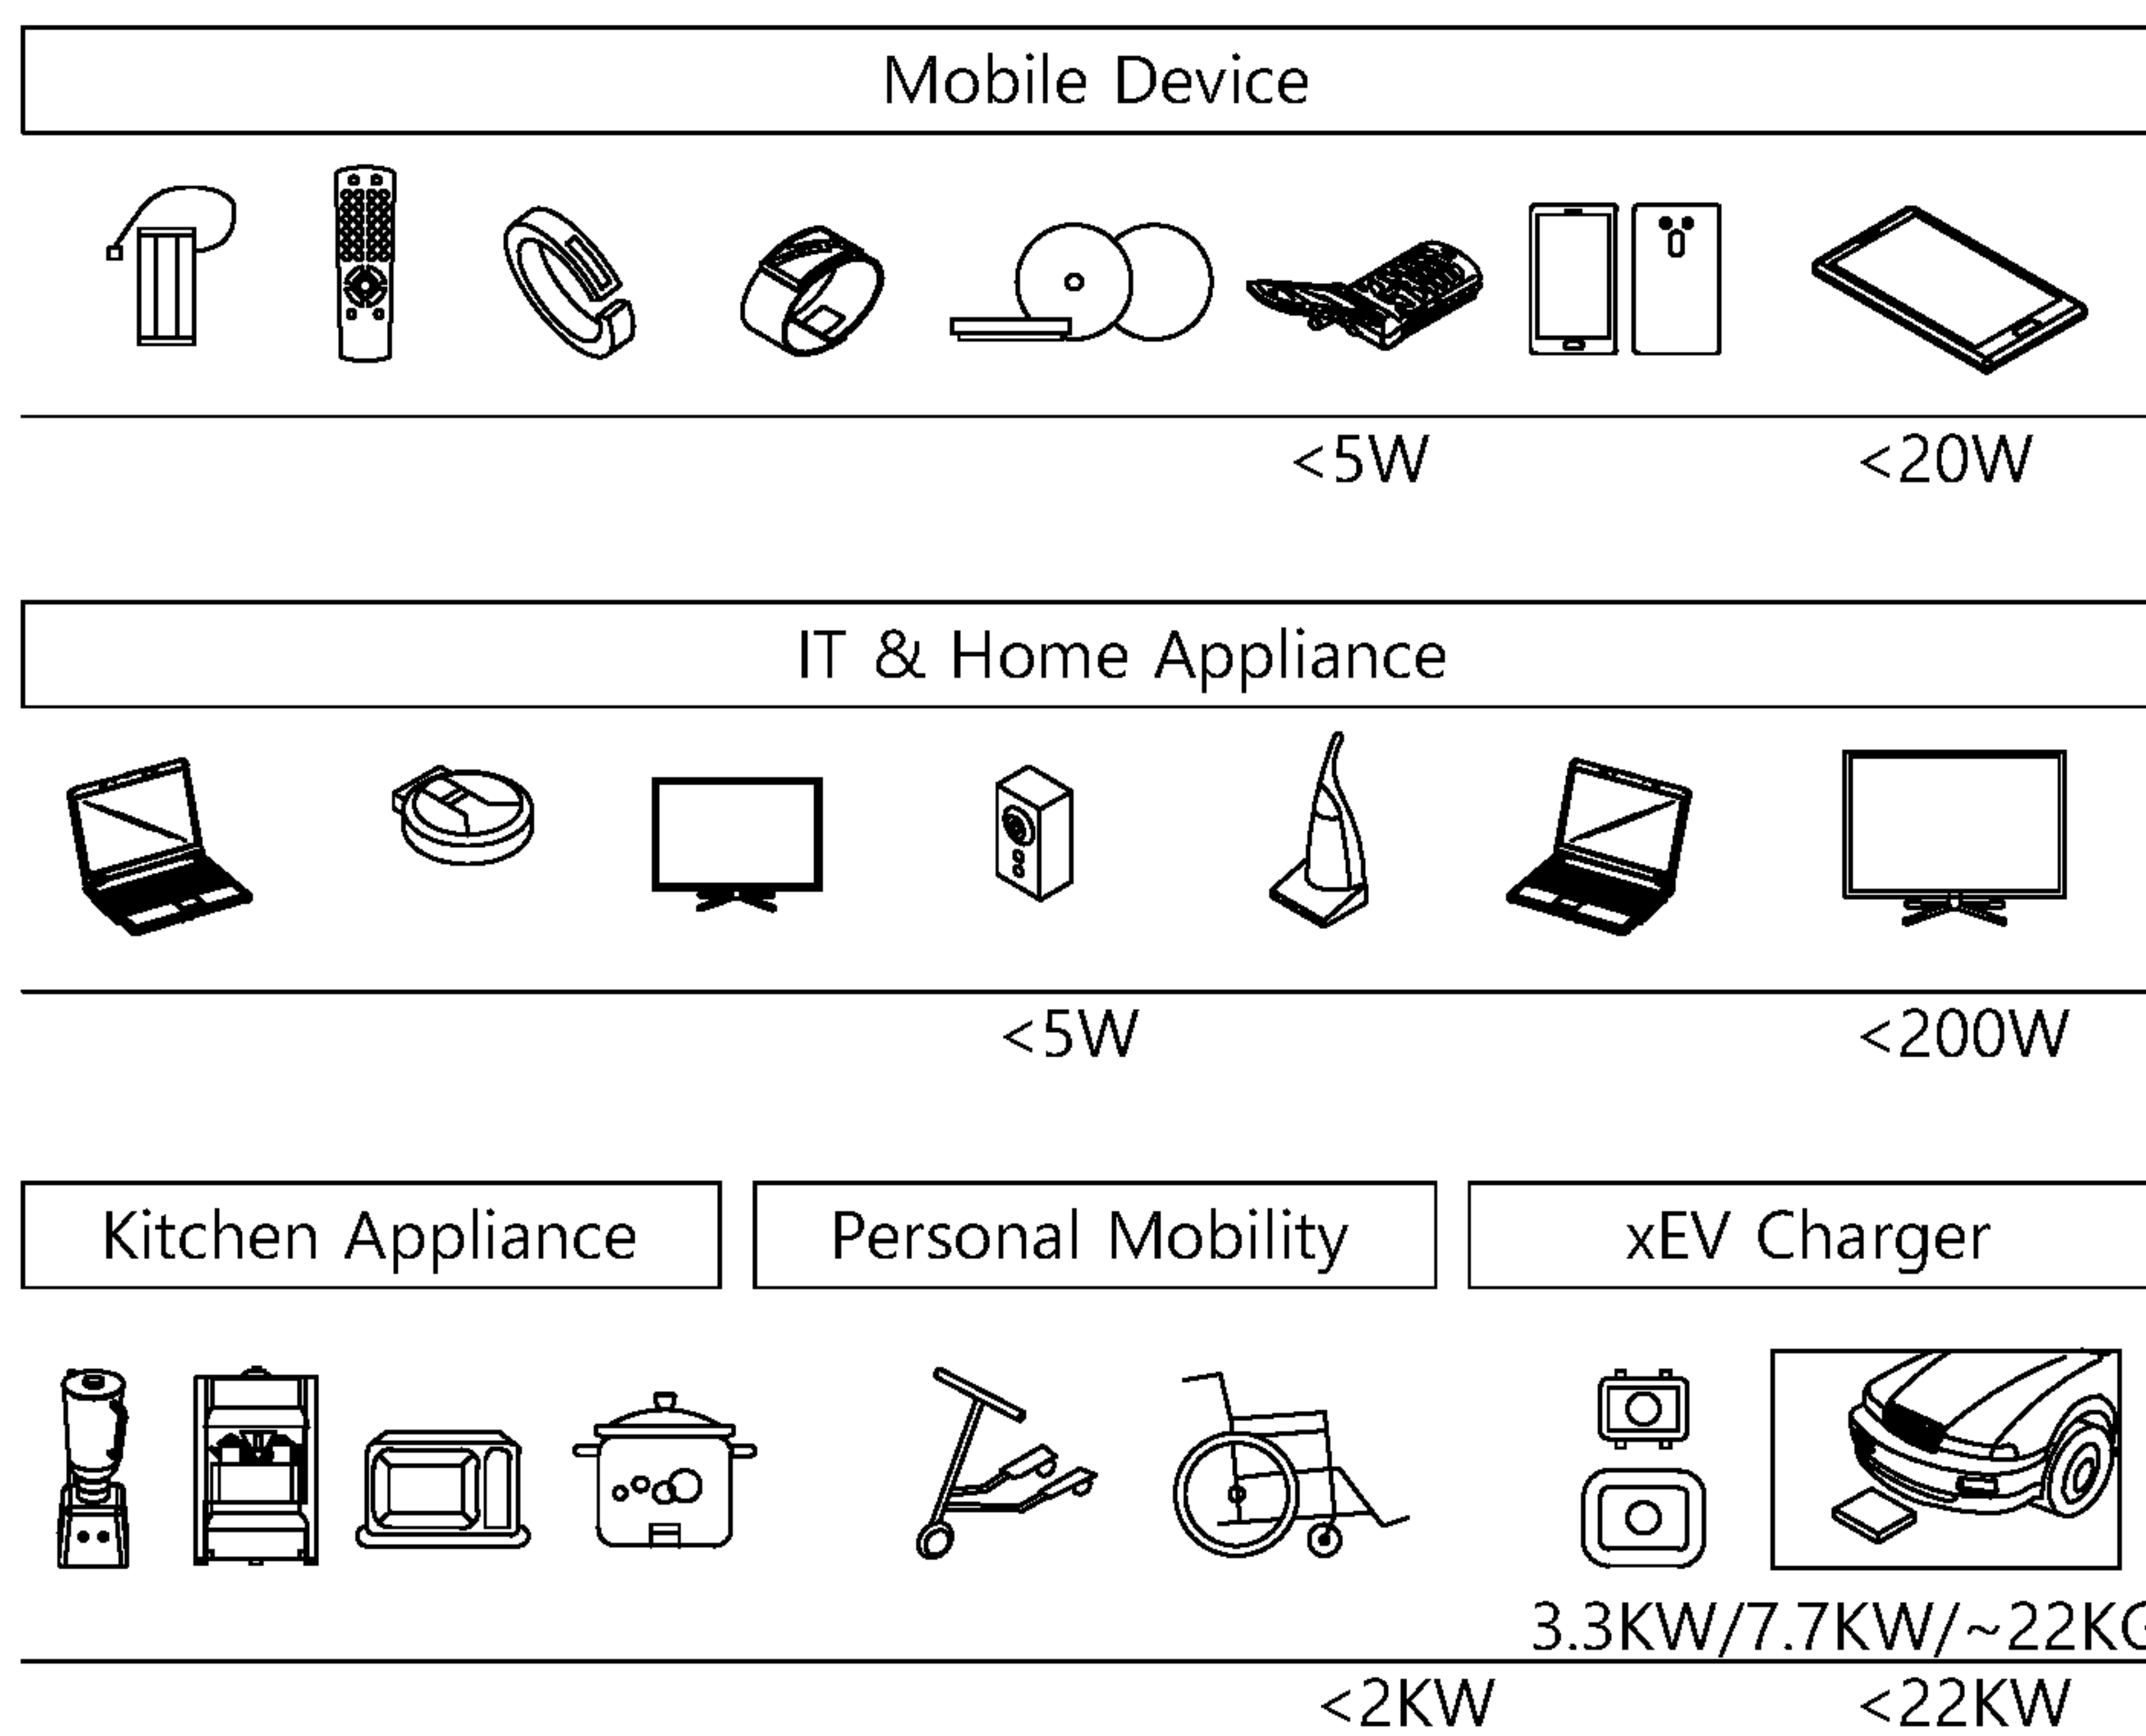 Mobile Device
<5W <20W
IT & Home Appliance
<5W <200W
Kitchen Appliance Personal Mobility xEV Charger
3.3KW/7.7KW/~22KG
<2KW <22KW